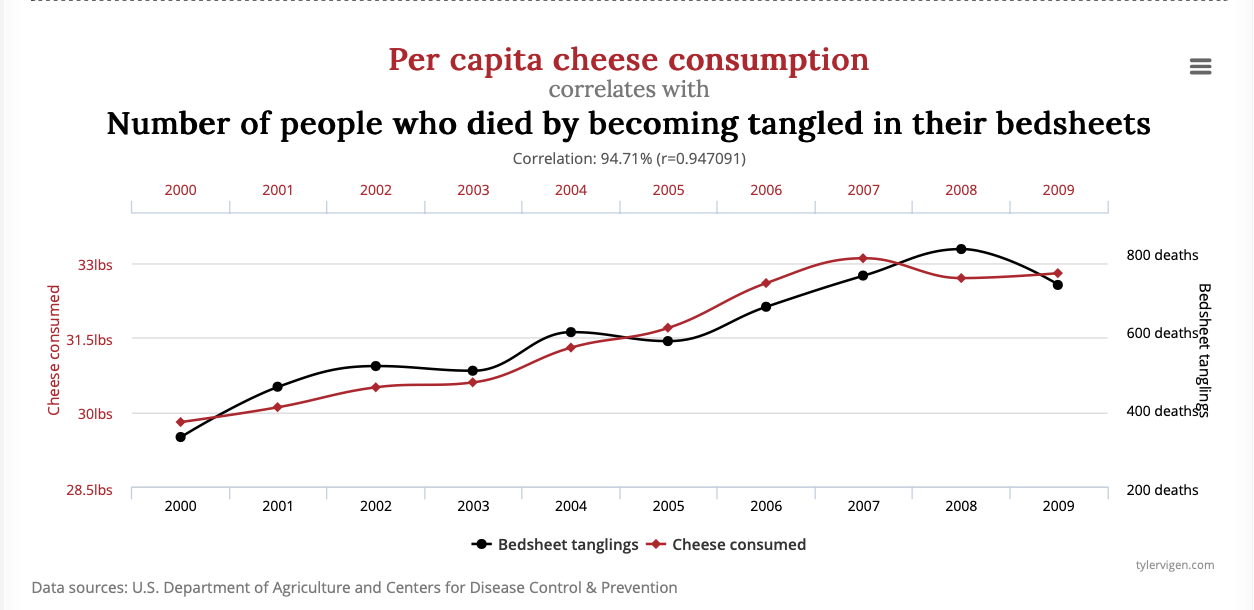 Per capita cheese consumption
correlates with
Number of people who died by becoming tangled in their bedsheets
Correlation: 94.71% (r=0.947091)
2000 2001 2002 2003 2004 2005 2006 2007 2008 2009
Cheese consumed
33lbs
31.5lbs
30lbs
28.5lbs
800 deaths
600 deaths
400 deaths
200 deaths
Bedsheet tanglings
2000 2001 2002 2003 2004 2005 2006 2007 2008 2009
Bedsheet tanglings Cheese consumed
tylervigen.com
Data sources: U.S. Department of Agriculture and Centers for Disease Control & Prevention